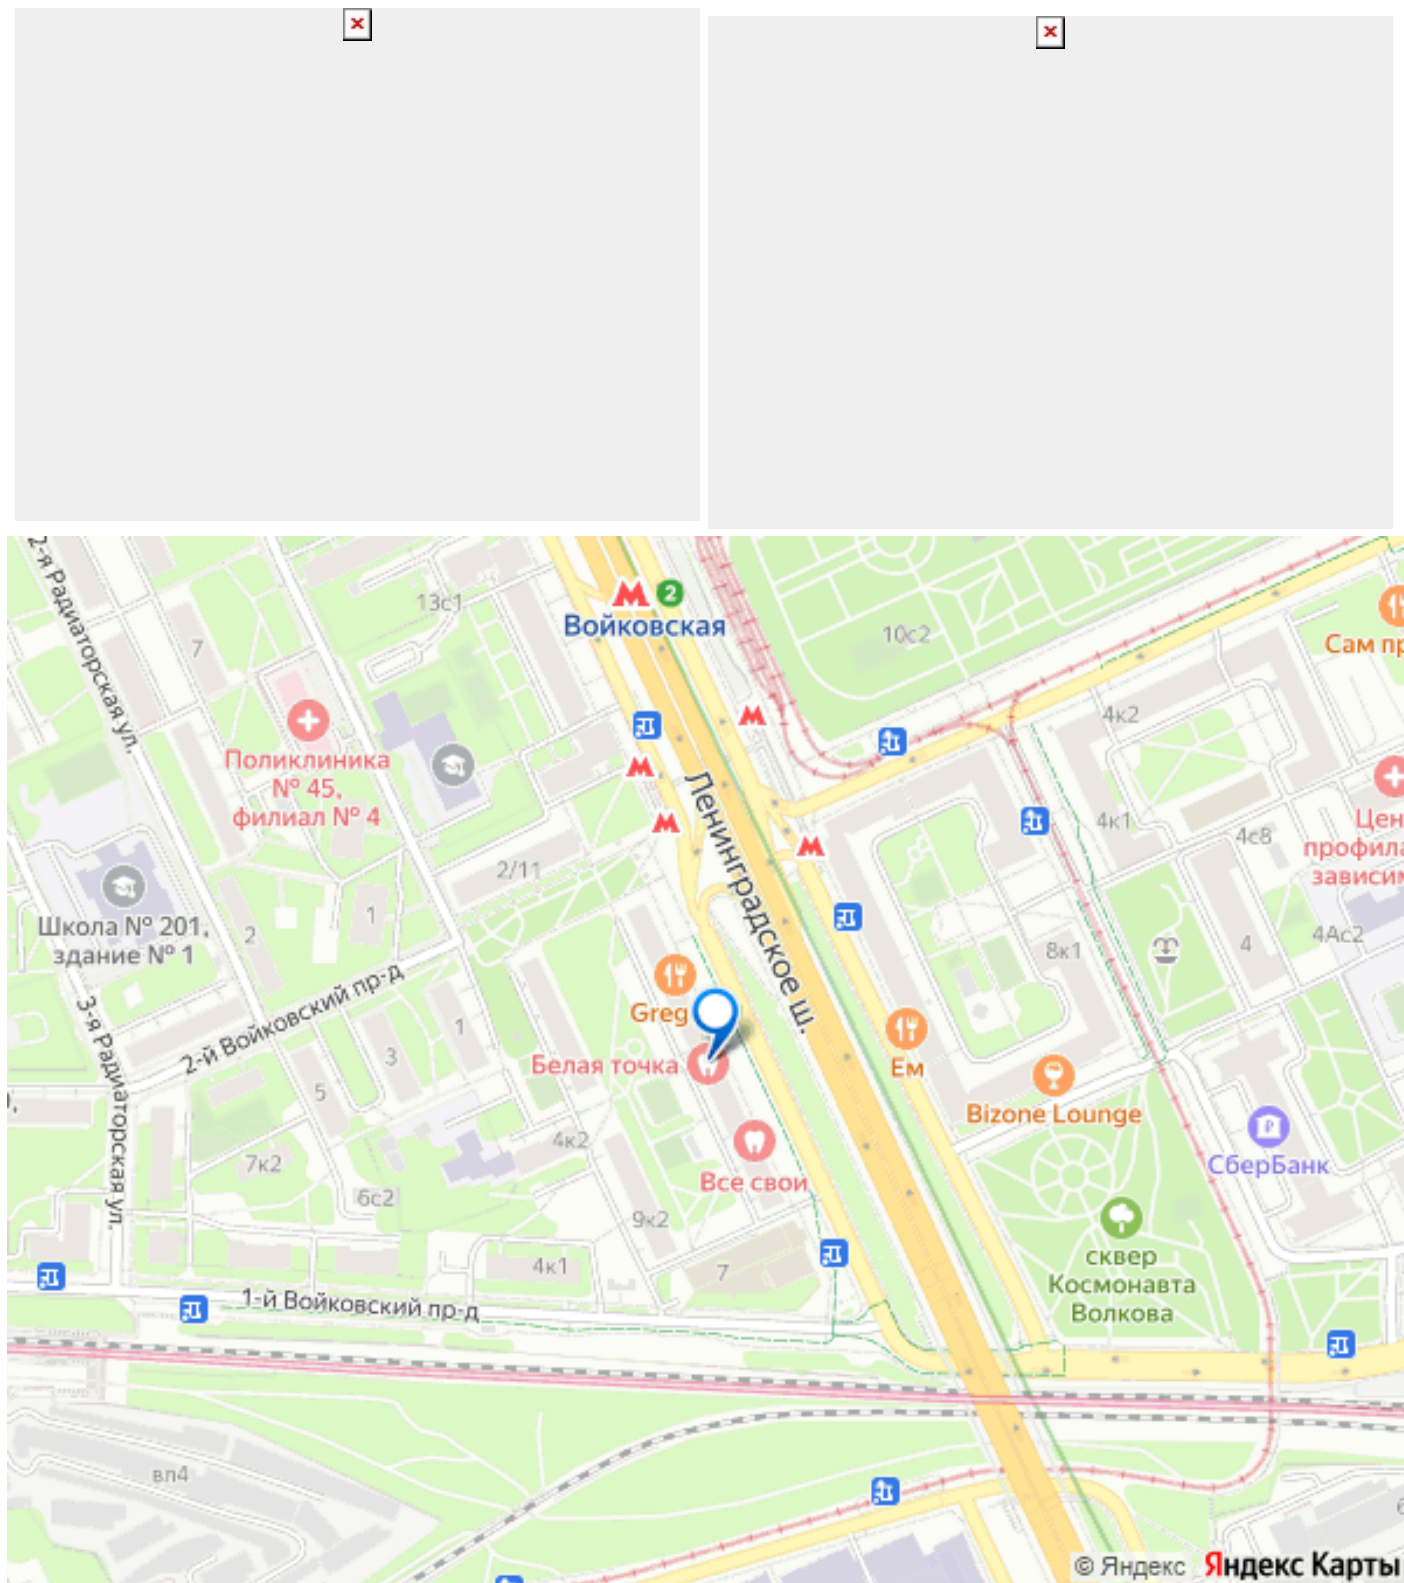 2-я Радиаторская ул.
13с1
2
Войковская
10с2
Сам пр
7
4к2
Поликлиника
№ 45,
филиал № 4
Ленинградское ш.
4к1
4с8
Цен
профила
зависим
2/11
Школа № 201,
здание № 1
2
1
8к1
4
4Ас2
2-й Войковский пр-д
3-я Радиаторская ул.
Greg
1
3
Белая точка
Ем
5
Bizone Lounge
4к2
7к2
Все свои
СберБанк
6с2
9к2
сквер
Космонавта
Волкова
4к1
7
1-й Войковский пр-д
вл4
© Яндекс
Яндекс Карты